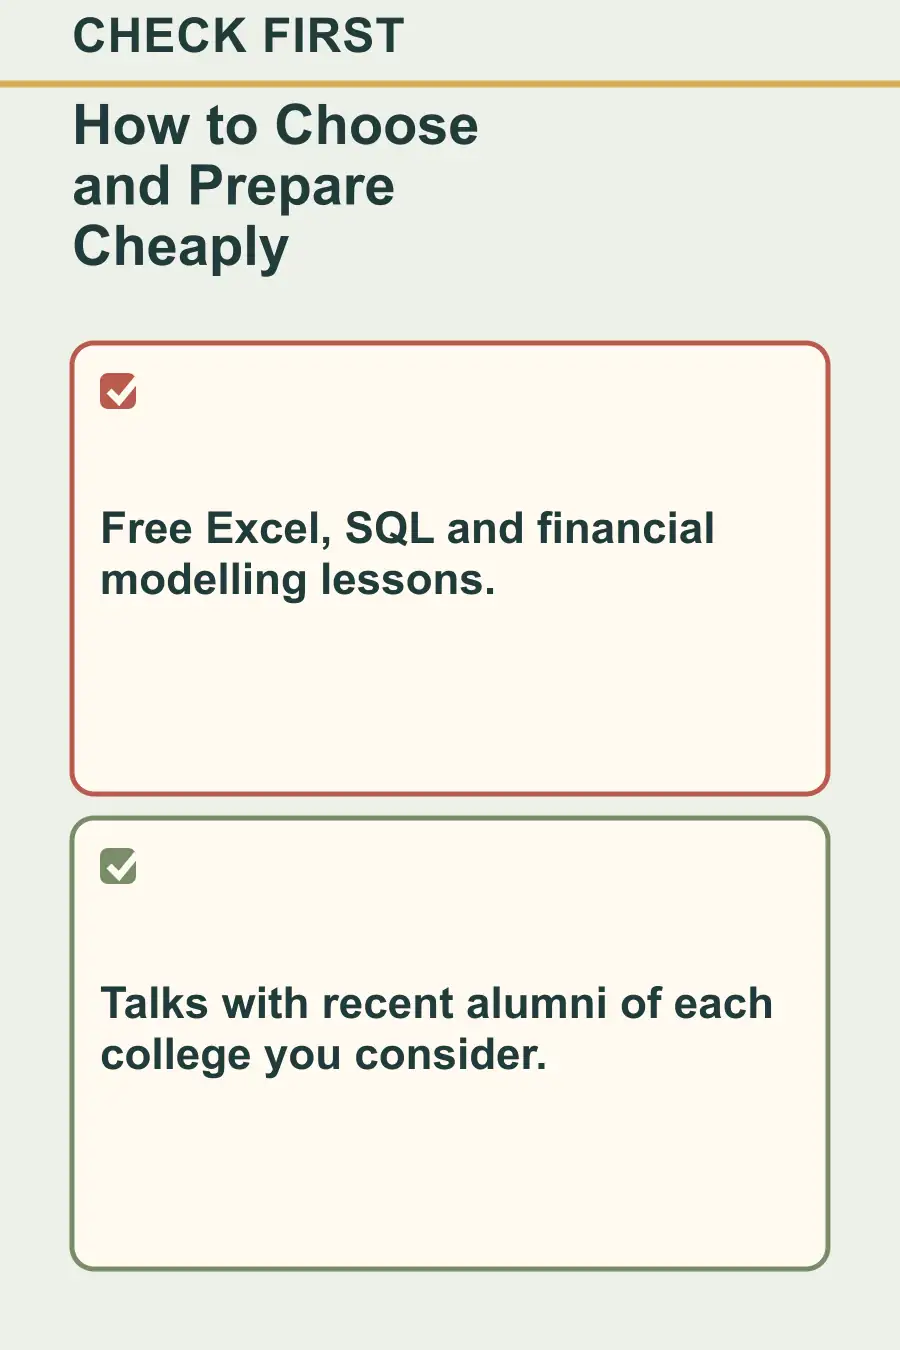 CHECK FIRST
How to Choose
and Prepare
Cheaply
Free Excel, SQL and financial
modelling lessons.
Talks with recent alumni of each
college you consider.